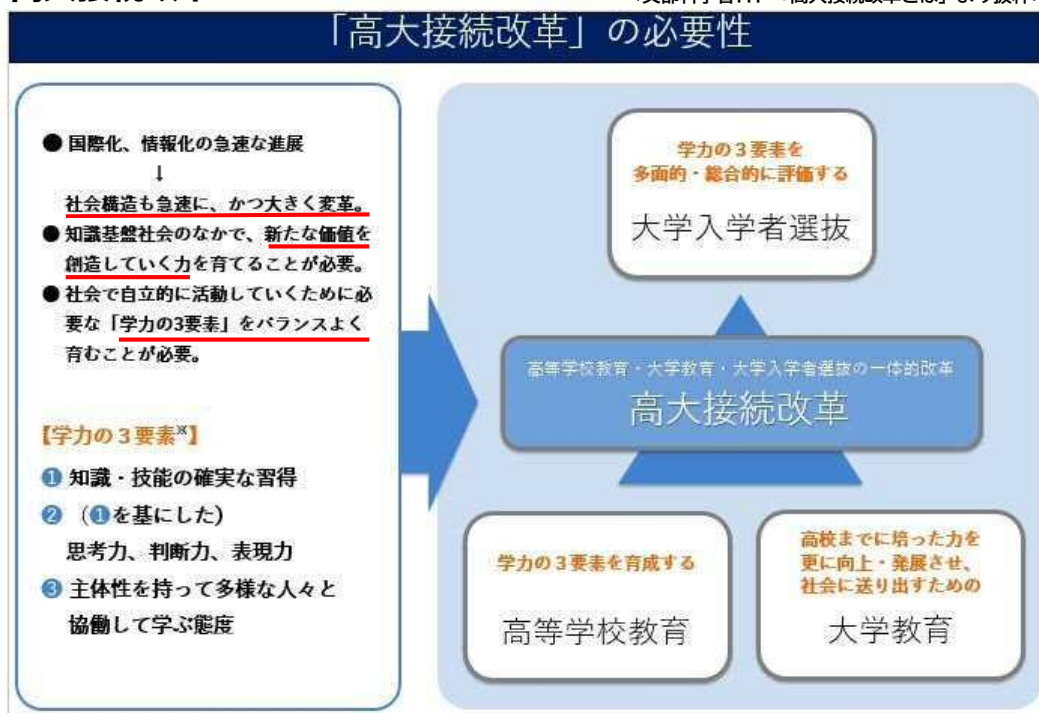 「高大接続改革」の必要性
● 国際化、情報化の急速な進展
↓
社会構造も急速に、かつ大きく変革。
● 知識基盤社会のなかで、新たな価値を
創造していく力を育てることが必要。
● 社会で自立的に活動していくために必
要な「学力の3要素」をバランスよく
育むことが必要。
【学力の３要素※】
❶ 知識・技能の確実な習得
❷ （❶を基にした）
思考力、判断力、表現力
❸ 主体性を持って多様な人々と
協働して学ぶ態度
学力の３要素を
多面的・総合的に評価する
大学入学者選抜
高等学校教育・大学教育・大学入学者選抜の一体的改革
高大接続改革
学力の３要素を育成する
高等学校教育
高校までに培った力を
更に向上・発展させ、
社会に送り出すための
大学教育